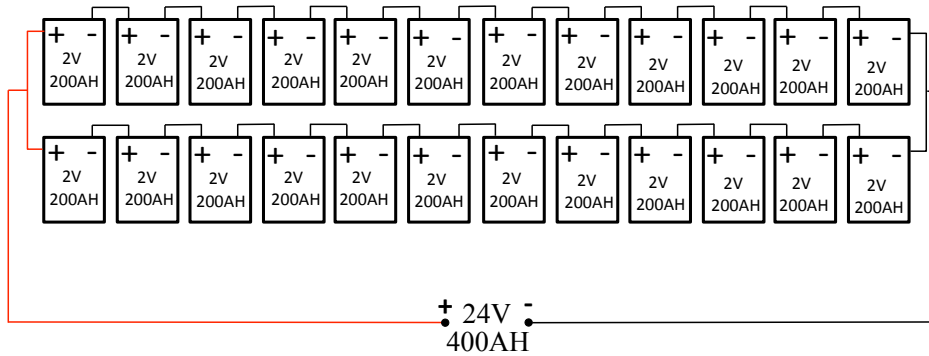 + - + - + - + - + - + - + - + - + - + - + - + -
2V 2V 2V 2V 2V 2V 2V 2V 2V 2V 2V 2V
200AH 200AH 200AH 200AH 200AH 200AH 200AH 200AH 200AH 200AH 200AH 200AH
+ - + - + - + - + - + - + - + - + - + - + - + -
2V 2V 2V 2V 2V 2V 2V 2V 2V 2V 2V 2V
200AH 200AH 200AH 200AH 200AH 200AH 200AH 200AH 200AH 200AH 200AH 200AH
+ 24V -
400AH